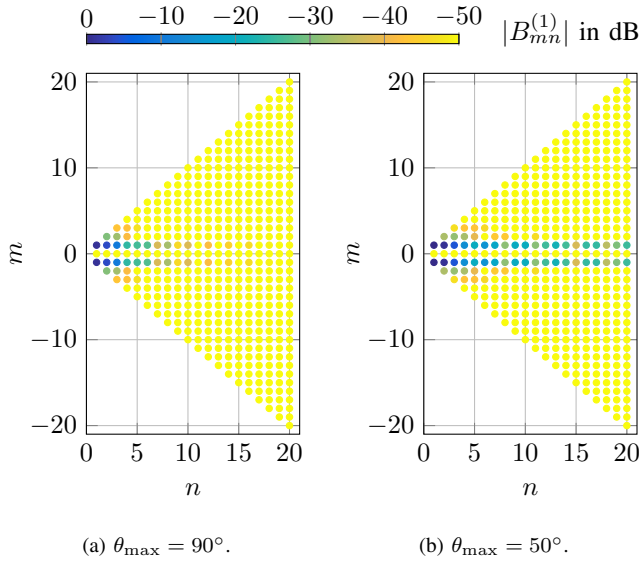 0 −10 −20 −30 −40 −50 |B_{mn}^{(1)}| in dB
20 20
10 10
m 0 m 0
−10 −10
−20 −20
0 5 10 15 20 0 5 10 15 20
n n
(a) θ_max = 90°. (b) θ_max = 50°.